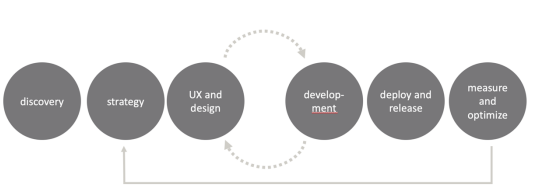 discovery
strategy
UX and
design
develop-
ment
deploy and
release
measure
and
optimize